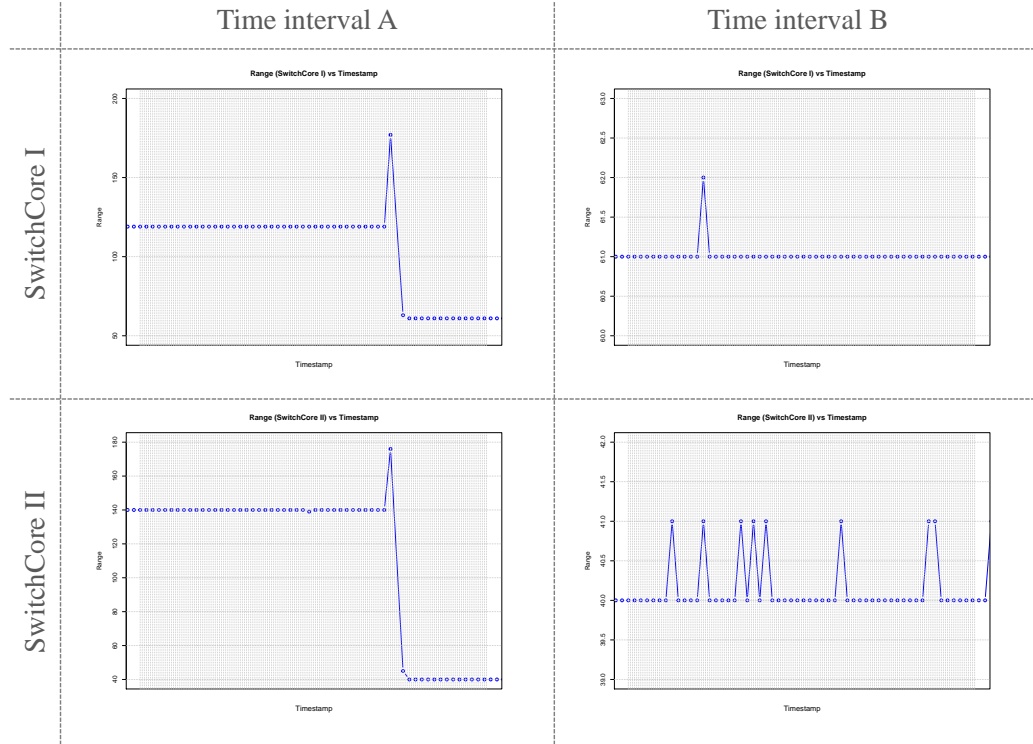 Time interval A
Time interval B
SwitchCore I
Range (SwitchCore I) vs Timestamp
200
150
100
50
Range
Timestamp
Range (SwitchCore I) vs Timestamp
63.0
62.5
62.0
61.5
61.0
60.5
60.0
Range
Timestamp
SwitchCore II
Range (SwitchCore II) vs Timestamp
180
160
140
120
100
80
60
40
Range
Timestamp
Range (SwitchCore II) vs Timestamp
42.0
41.5
41.0
40.5
40.0
39.5
39.0
Range
Timestamp